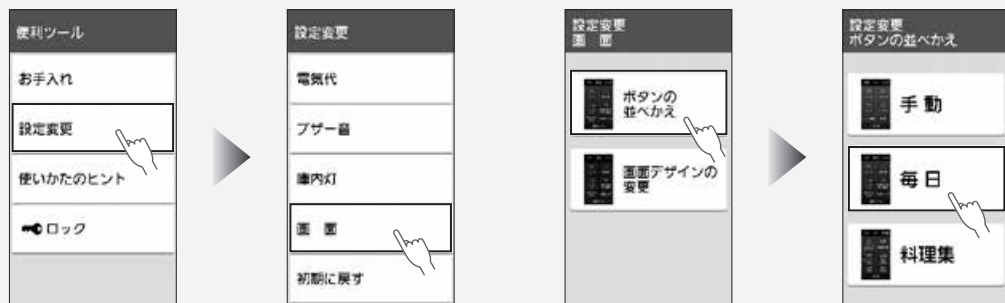 便利ツール
お手入れ
設定変更
使いかたのヒント
ロック
設定変更
電気代
ブザー音
庫内灯
画 面
初期に戻す
設定変更
画 面
ボタンの
並べかえ
画面デザインの
変更
設定変更
ボタンの並べかえ
手動
毎日
料理集